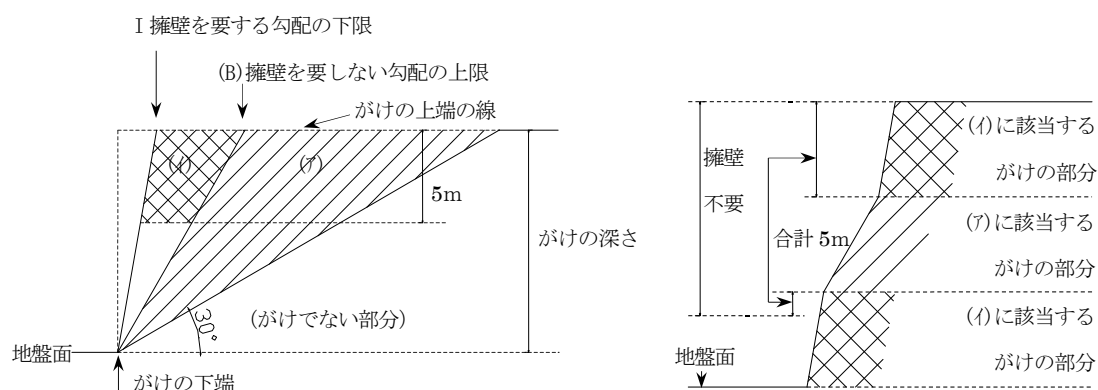 I 擁壁を要する勾配の下限
(B)擁壁を要しない勾配の上限
がけの上端の線
(イ)
(ア)
5m
がけの深さ
30°
(がけでない部分)
地盤面
がけの下端
擁壁
不要
合計 5m
(イ)に該当する
がけの部分
(ア)に該当する
がけの部分
(イ)に該当する
がけの部分
地盤面